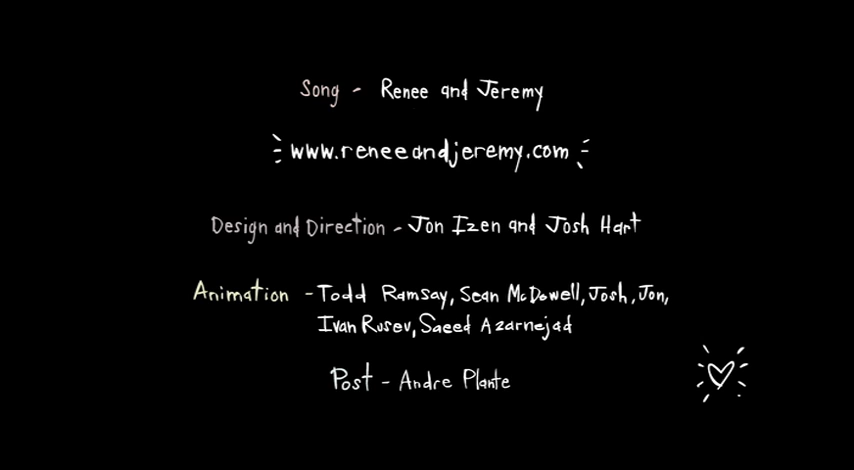 Song - Renee and Jeremy
www.reneeandjeremy.com
Design and Direction - Jon Izen and Josh Hart
Animation - Todd Ramsay, Sean McDowell, Josh, Jon,
Ivan Rusev, Saeed Azarnejad
Post - Andre Plante